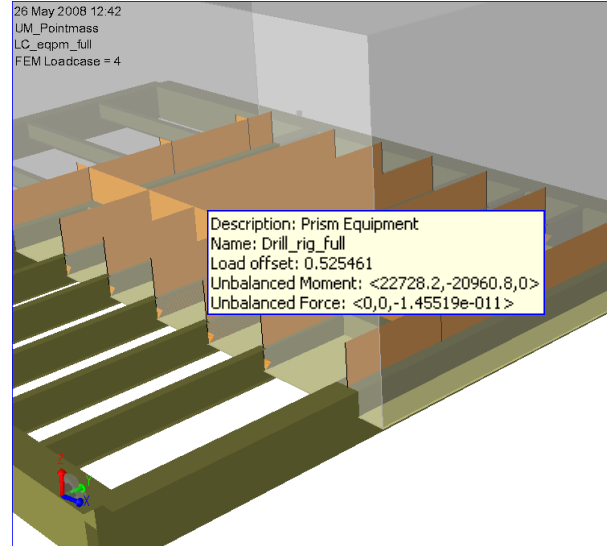 26 May 2008 12:42
UM_Pointmass
LC_eqpm_full
FEM Loadcase = 4
Description: Prism Equipment
Name: Drill_rig_full
Load offset: 0.525461
Unbalanced Moment: <22728.2,-20960.8,0>
Unbalanced Force: <0,0,-1.45519e-011>
Z
Y
X